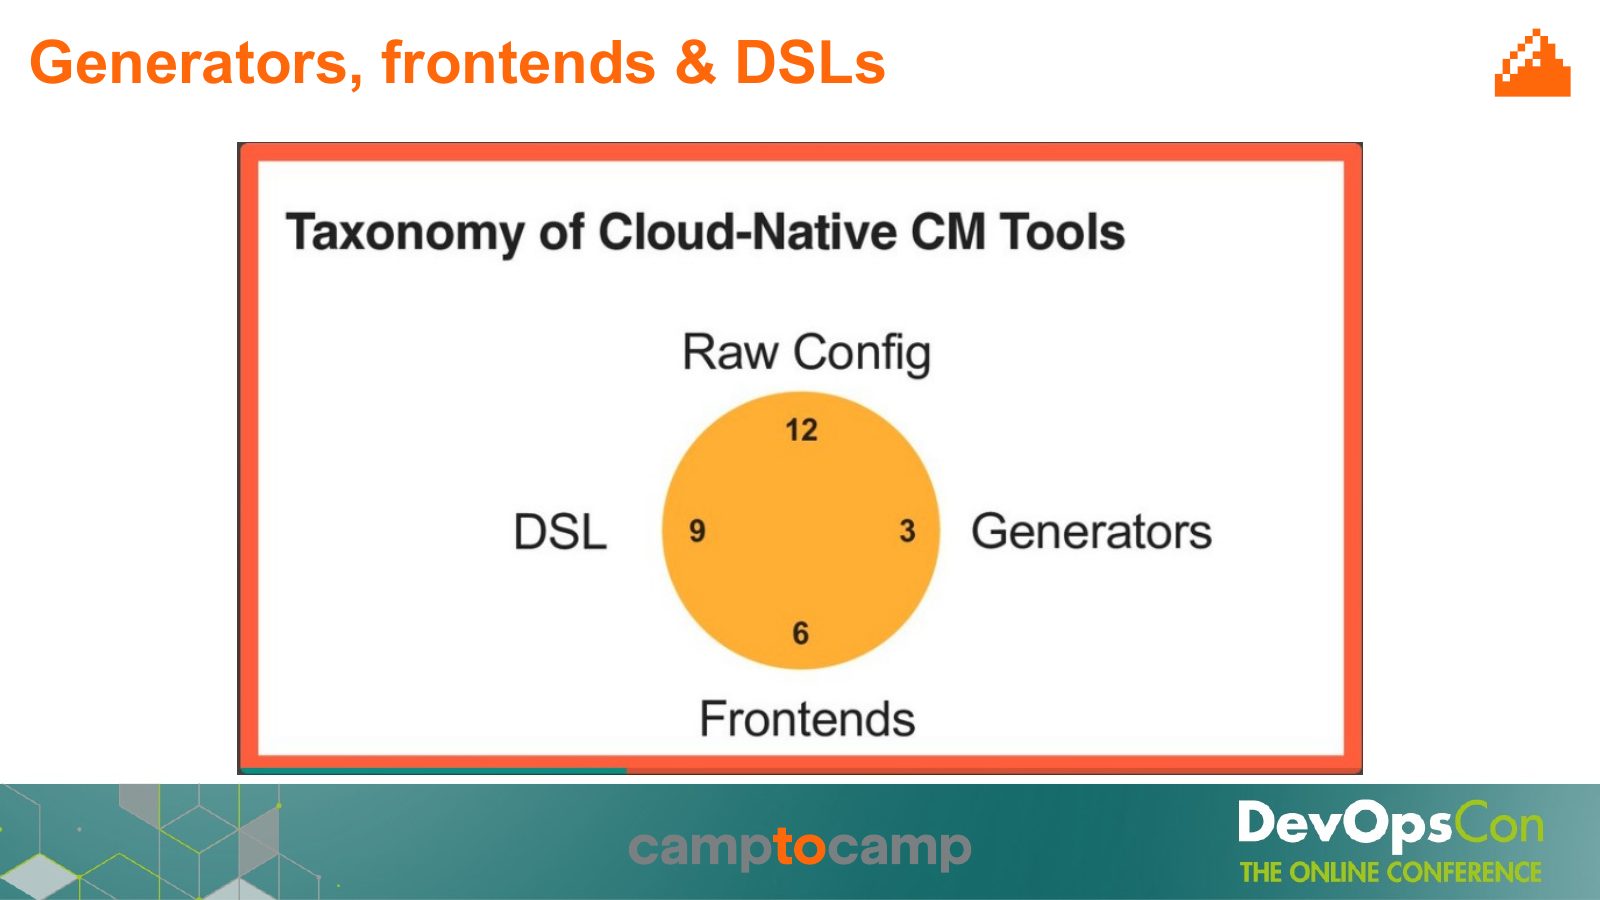 Generators, frontends & DSLs
Taxonomy of Cloud-Native CM Tools
Raw Config
12
DSL
9
3
Generators
6
Frontends
camptocamp
DevOpsCon
THE ONLINE CONFERENCE